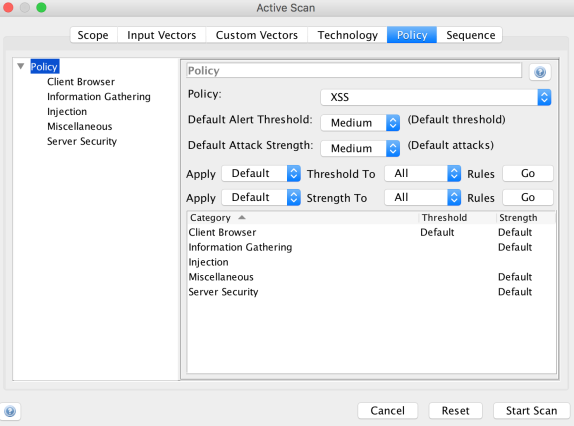 Active Scan
Scope Input Vectors Custom Vectors Technology Policy Sequence
Policy
Client Browser
Information Gathering
Injection
Miscellaneous
Server Security
Policy
Policy: XSS
Default Alert Threshold: Medium (Default threshold)
Default Attack Strength: Medium (Default attacks)
Apply Default Threshold To All Rules Go
Apply Default Strength To All Rules Go
Category Threshold Strength
Client Browser Default Default
Information Gathering Default
Injection
Miscellaneous Default
Server Security Default
Cancel Reset Start Scan